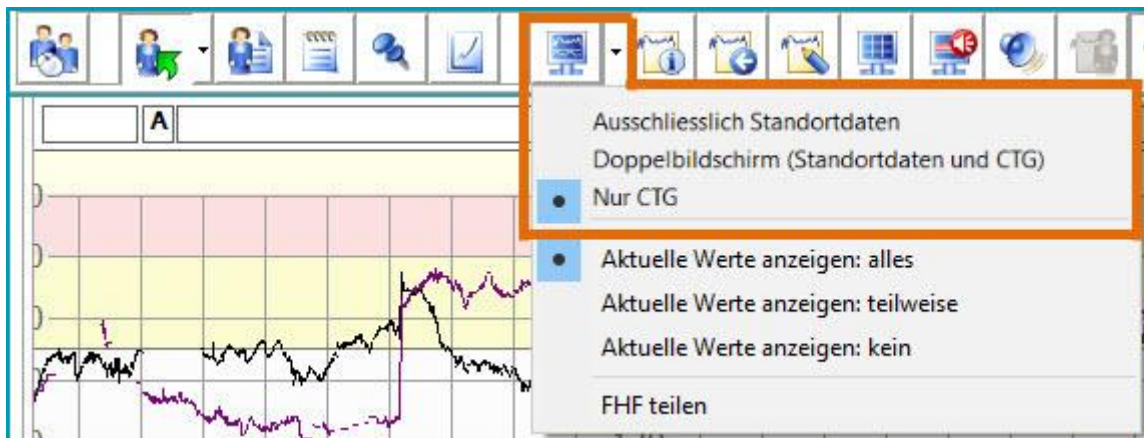 A
Ausschliesslich Standortdaten
Doppelbildschirm (Standortdaten und CTG)
Nur CTG
Aktuelle Werte anzeigen: alles
Aktuelle Werte anzeigen: teilweise
Aktuelle Werte anzeigen: kein
FHF teilen